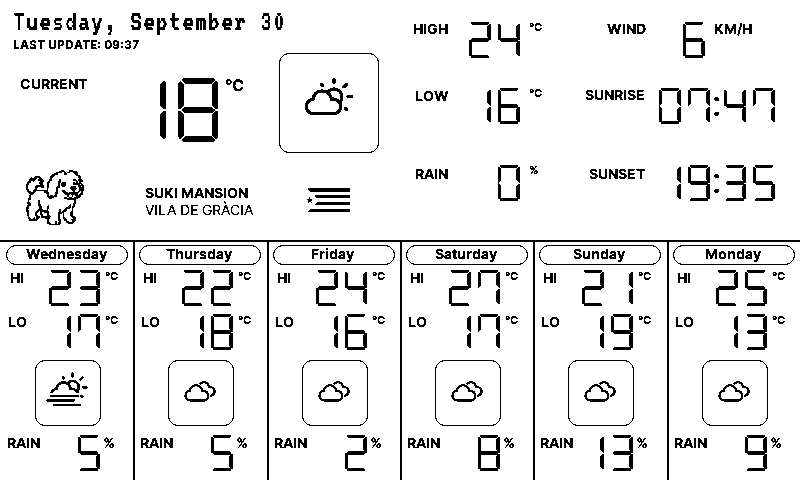 Tuesday, September 30
LAST UPDATE: 09:37
CURRENT 18 °C
SUKI MANSION
VILA DE GRÀCIA
HIGH 24 °C
LOW 16 °C
RAIN 0 %
WIND 6 KM/H
SUNRISE 07:47
SUNSET 19:35
Wednesday
HI 23 °C
LO 17 °C
RAIN 5 %
Thursday
HI 22 °C
LO 18 °C
RAIN 5 %
Friday
HI 24 °C
LO 16 °C
RAIN 2 %
Saturday
HI 27 °C
LO 17 °C
RAIN 8 %
Sunday
HI 21 °C
LO 19 °C
RAIN 13 %
Monday
HI 25 °C
LO 13 °C
RAIN 9 %